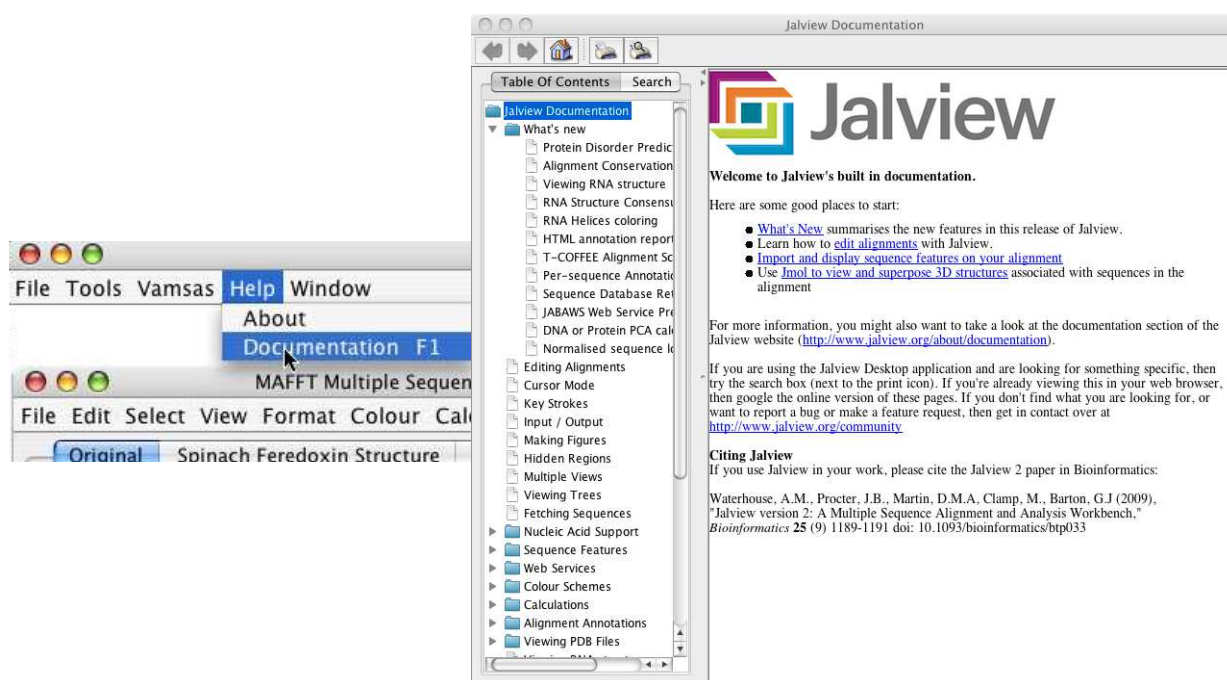 File Tools Vamsas Help Window
About
Documentation F1
MAFFT Multiple Sequen
File Edit Select View Format Colour Calc
Original Spinach Feredoxin Structure
Jalview Documentation
Table Of Contents Search
Jalview Documentation
What's new
Protein Disorder Predic
Alignment Conservation
Viewing RNA structure
RNA Structure Consensu
RNA Helices coloring
HTML annotation report
T-COFFEE Alignment Sc
Per-sequence Annotatio
Sequence Database Ret
JABAWS Web Service Pre
DNA or Protein PCA calc
Normalised sequence lo
Editing Alignments
Cursor Mode
Key Strokes
Input / Output
Making Figures
Hidden Regions
Multiple Views
Viewing Trees
Fetching Sequences
Nucleic Acid Support
Sequence Features
Web Services
Colour Schemes
Calculations
Alignment Annotations
Viewing PDB Files
Jalview
Welcome to Jalview's built in documentation.
Here are some good places to start:
What's New summarises the new features in this release of Jalview.
Learn how to edit alignments with Jalview.
Import and display sequence features on your alignment
Use Jmol to view and superpose 3D structures associated with sequences in the
alignment
For more information, you might also want to take a look at the documentation section of the
Jalview website (http://www.jalview.org/about/documentation).
If you are using the Jalview Desktop application and are looking for something specific, then
try the search box (next to the print icon). If you're already viewing this in your web browser,
then google the online version of these pages. If you don't find what you are looking for, or
want to report a bug or make a feature request, then get in contact over at
http://www.jalview.org/community
Citing Jalview
If you use Jalview in your work, please cite the Jalview 2 paper in Bioinformatics:
Waterhouse, A.M., Procter, J.B., Martin, D.M.A, Clamp, M., Barton, G.J (2009),
"Jalview version 2: A Multiple Sequence Alignment and Analysis Workbench,"
Bioinformatics 25 (9) 1189-1191 doi: 10.1093/bioinformatics/btp033